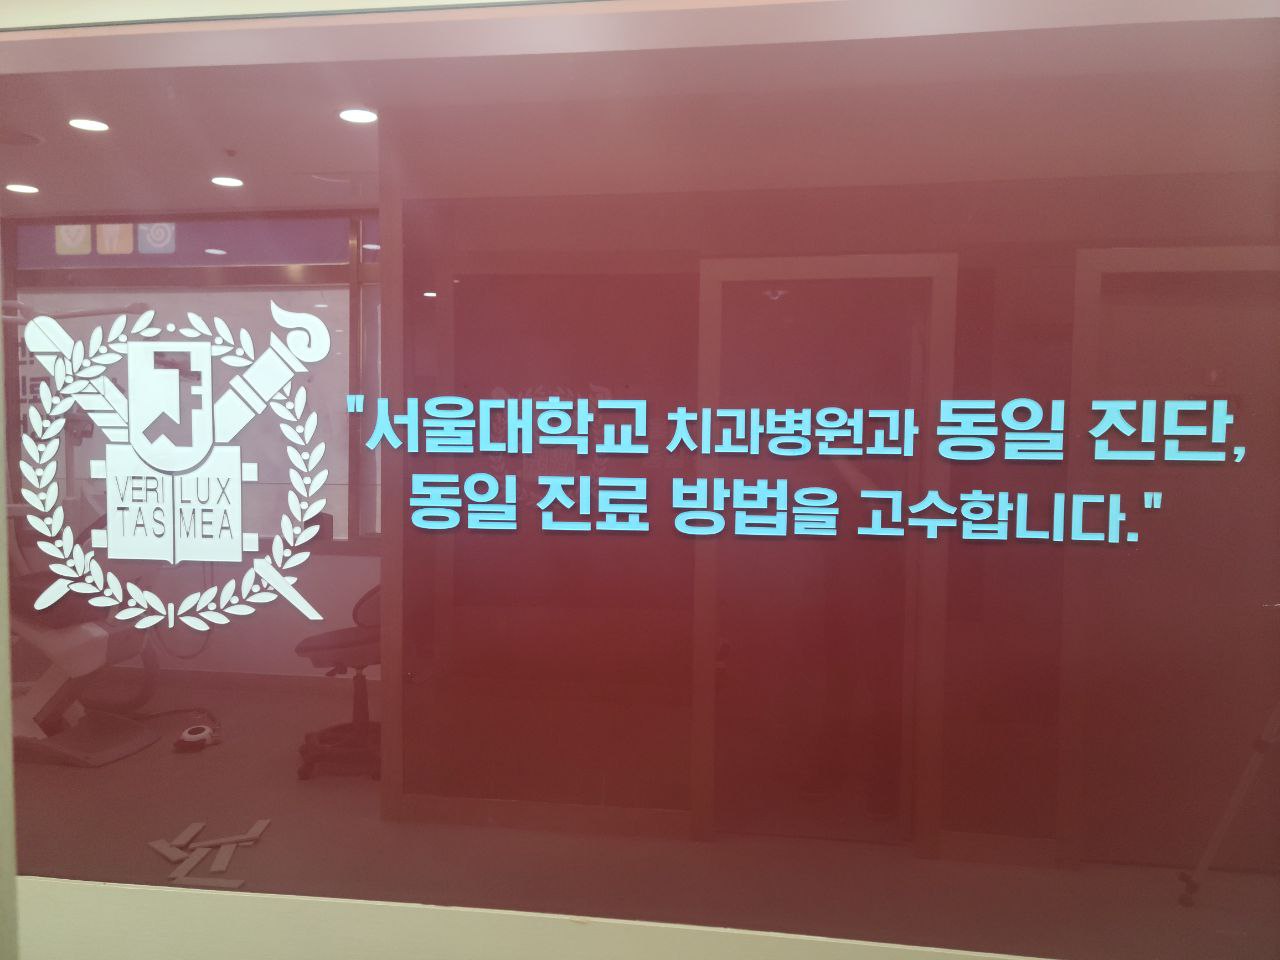 VERI LUX
TAS MEA
"서울대학교 치과병원과 동일 진단,
동일 진료 방법을 고수합니다."